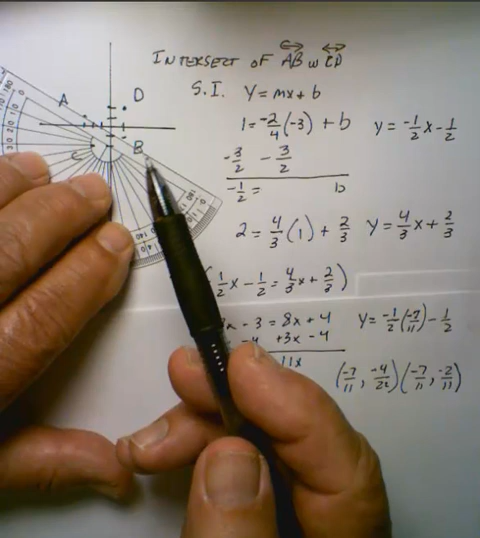 INTERSECT OF AB W CD
S.I. Y = mx + b
1 = -2/4(-3) + b
Y = -1/2x - 1/2
-3/2 - 3/2
-1/2 = b
2 = 4/3(1) + 2/3
Y = 4/3x + 2/3
1/2x - 1/2 = 4/3x + 2/3)
x - 3 = 8x + 4
Y = -1/2(-7/11) - 1/2
+3x - 4
11x
(-7/11, -4/22) (-7/11, -2/11)
A
D
B
C